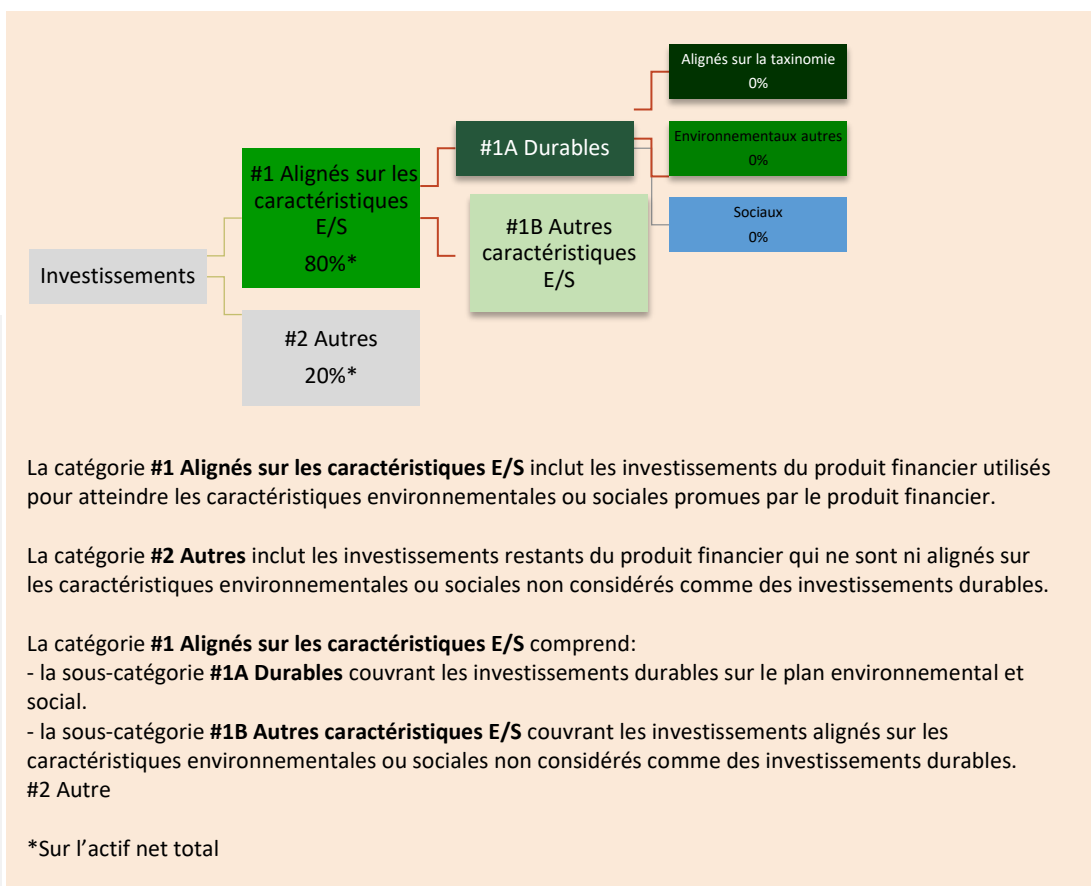 Alignés sur la taxinomie
0%
#1A Durables
Environnementaux autres
0%
#1 Alignés sur les
caractéristiques
E/S
80%*
#1B Autres
caractéristiques
E/S
Sociaux
0%
Investissements
#2 Autres
20%*
La catégorie #1 Alignés sur les caractéristiques E/S inclut les investissements du produit financier utilisés
pour atteindre les caractéristiques environnementales ou sociales promues par le produit financier.
La catégorie #2 Autres inclut les investissements restants du produit financier qui ne sont ni alignés sur
les caractéristiques environnementales ou sociales non considérés comme des investissements durables.
La catégorie #1 Alignés sur les caractéristiques E/S comprend:
- la sous-catégorie #1A Durables couvrant les investissements durables sur le plan environnemental et
social.
- la sous-catégorie #1B Autres caractéristiques E/S couvrant les investissements alignés sur les
caractéristiques environnementales ou sociales non considérés comme des investissements durables.
#2 Autre
*Sur l’actif net total